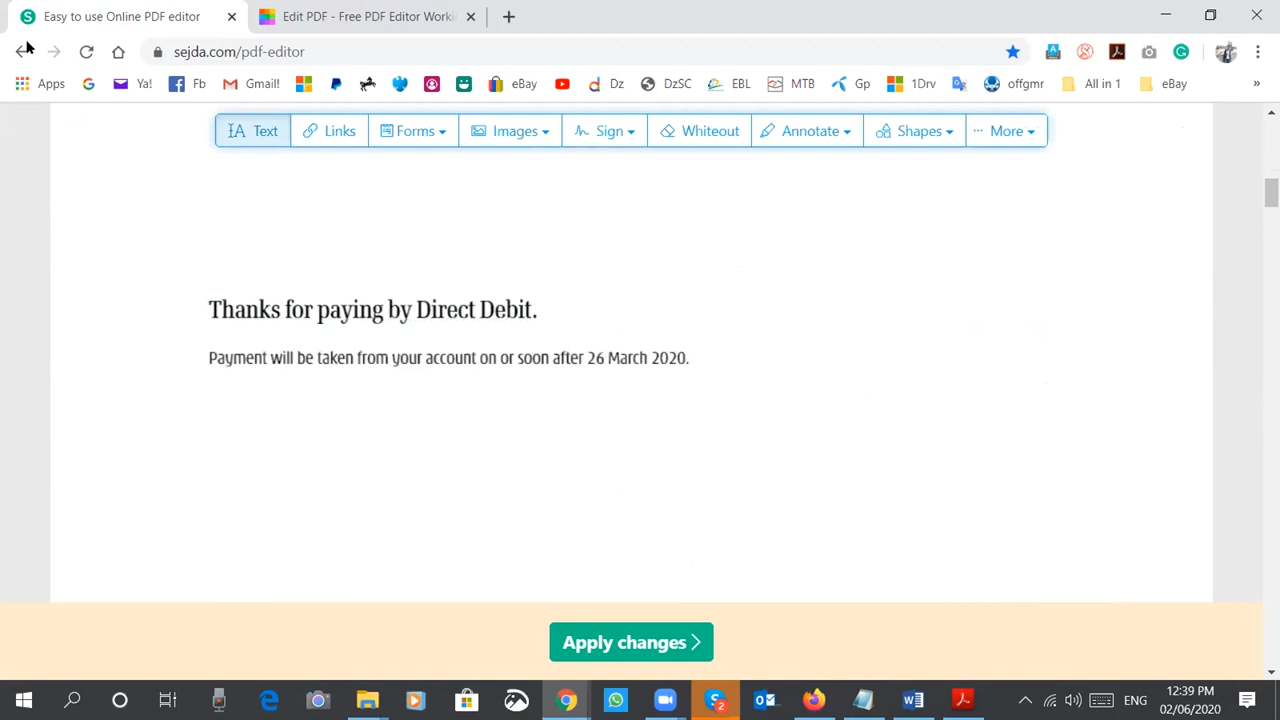 Easy to use Online PDF editor
Edit PDF - Free PDF Editor Worki
sejda.com/pdf-editor
Apps Ya! Fb Gmail! eBay Dz DzSC EBL MTB Gp 1Drv offgmr All in 1 eBay »
Text Links Forms Images Sign Whiteout Annotate Shapes More
Thanks for paying by Direct Debit.
Payment will be taken from your account on or soon after 26 March 2020.
Apply changes
2
ENG
12:39 PM
02/06/2020